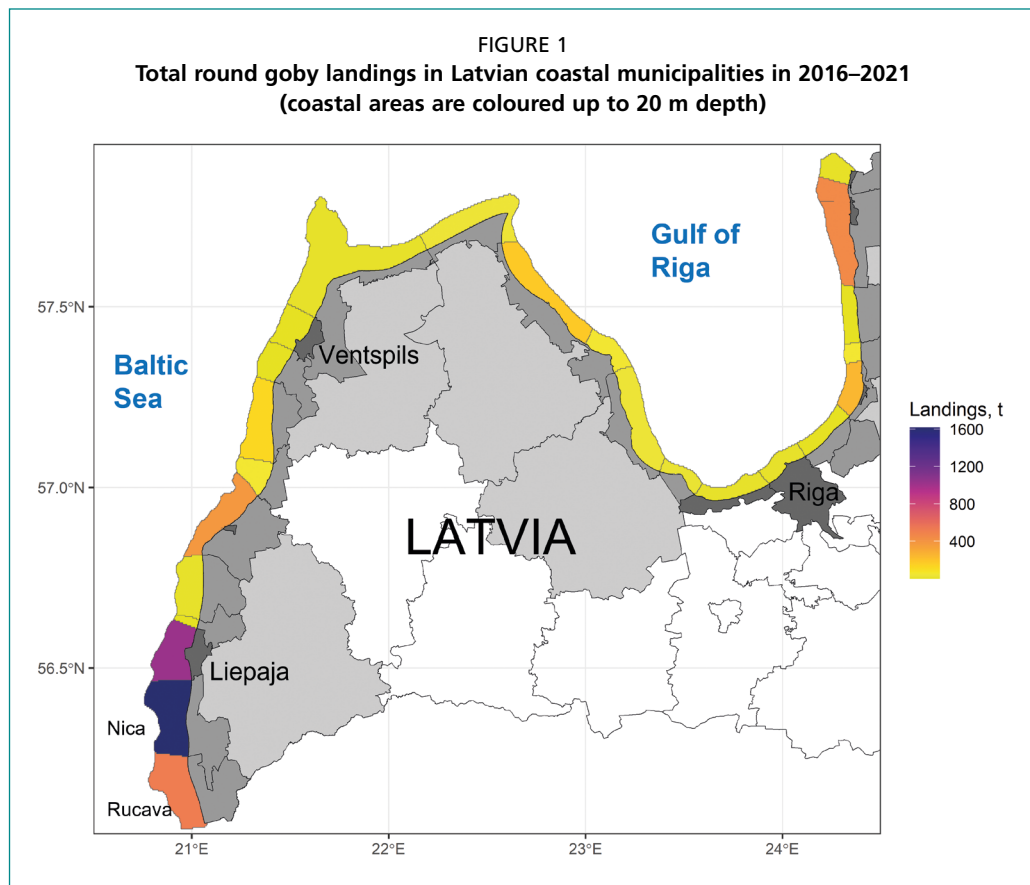 FIGURE 1
Total round goby landings in Latvian coastal municipalities in 2016–2021
(coastal areas are coloured up to 20 m depth)
Gulf of
Riga
57.5°N
Ventspils
Baltic
Sea
Landings, t
1600
1200
800
400
57.0°N
Riga
LATVIA
56.5°N
Liepaja
Nica
Rucava
21°E
22°E
23°E
24°E